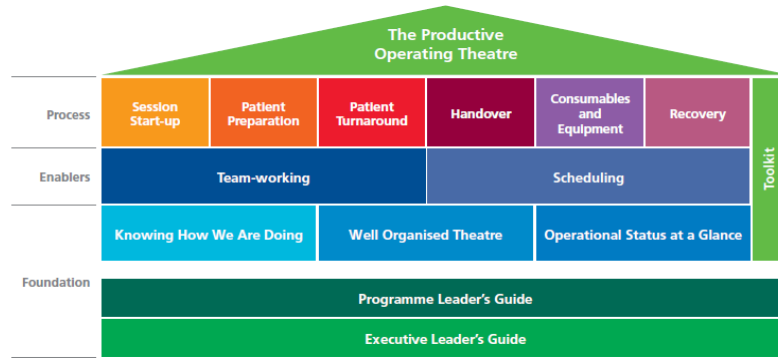 The Productive
Operating Theatre
Process
Session
Start-up
Patient
Preparation
Patient
Turnaround
Handover
Consumables
and
Equipment
Recovery
Toolkit
Enablers
Team-working
Scheduling
Foundation
Knowing How We Are Doing
Well Organised Theatre
Operational Status at a Glance
Programme Leader's Guide
Executive Leader's Guide